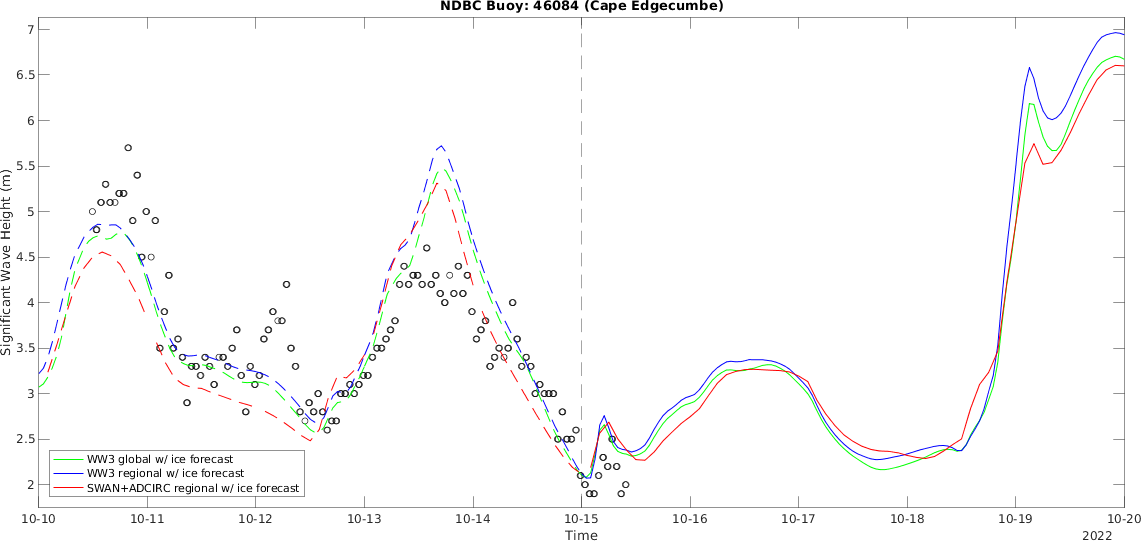 NDBC Buoy: 46084 (Cape Edgecumbe)
Significant Wave Height (m)
7
6.5
6
5.5
5
4.5
4
3.5
3
2.5
2
WW3 global w/ ice forecast
WW3 regional w/ ice forecast
SWAN+ADCIRC regional w/ ice forecast
10-10 10-11 10-12 10-13 10-14 10-15 10-16 10-17 10-18 10-19 10-20
Time 2022